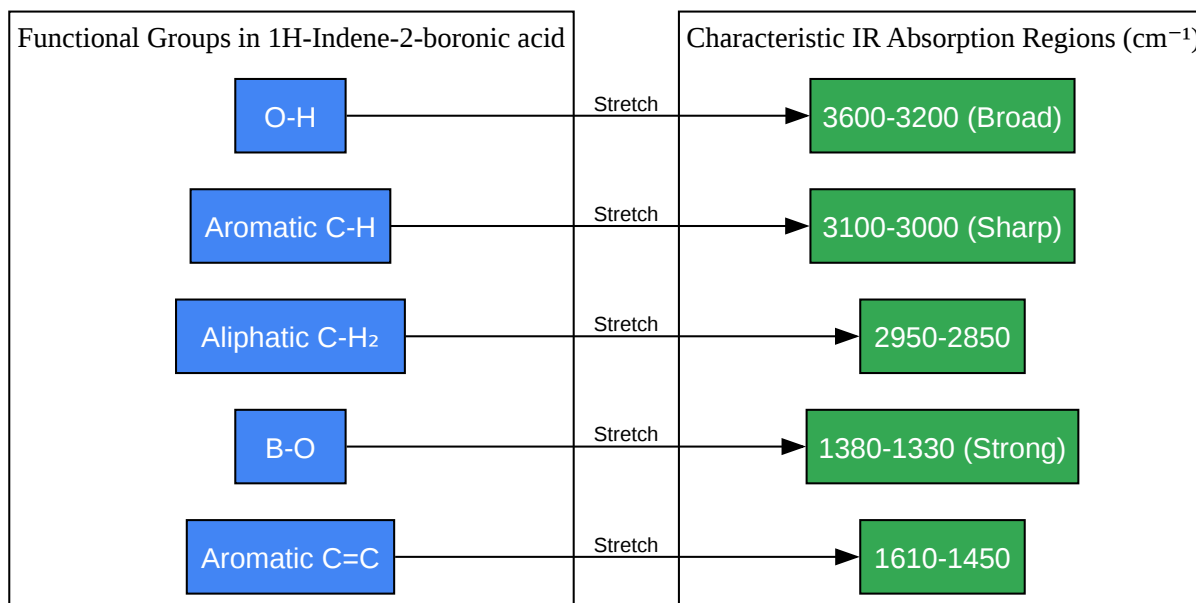 Functional Groups in 1H-Indene-2-boronic acid
Characteristic IR Absorption Regions (cm⁻¹)
O-H
Stretch
3600-3200 (Broad)
Aromatic C-H
Stretch
3100-3000 (Sharp)
Aliphatic C-H₂
Stretch
2950-2850
B-O
Stretch
1380-1330 (Strong)
Aromatic C=C
Stretch
1610-1450